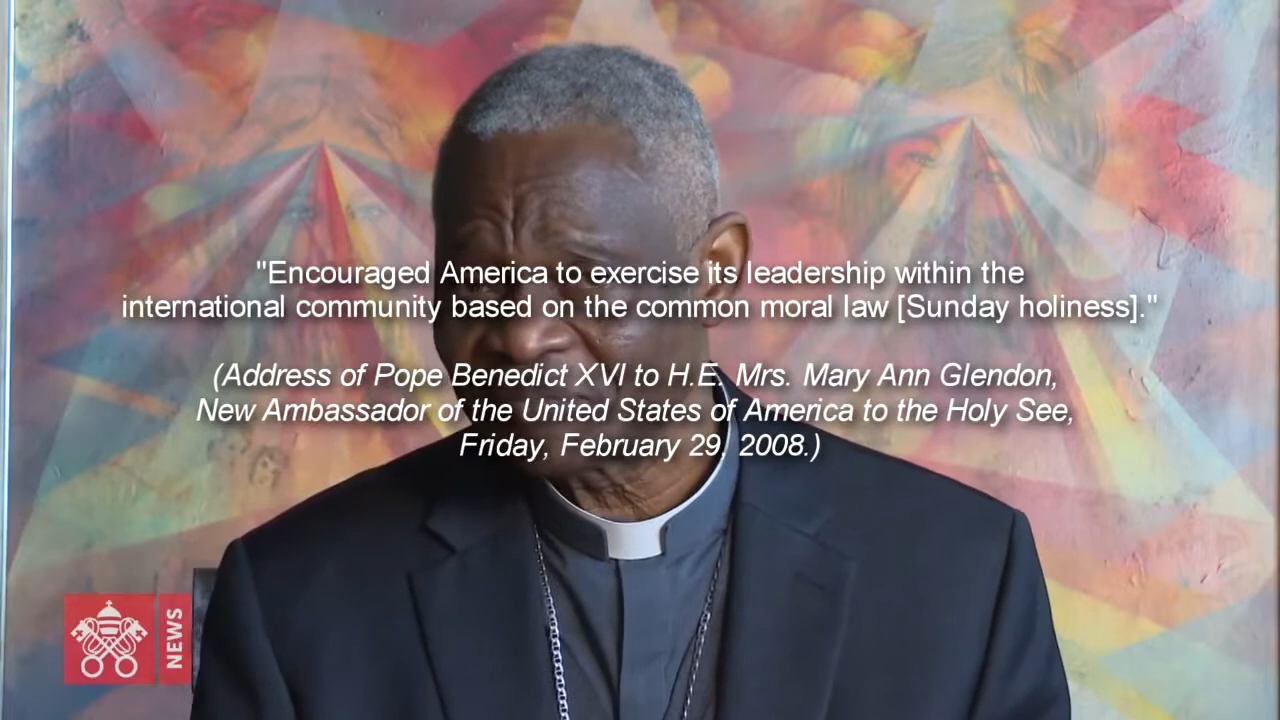 "Encouraged America to exercise its leadership within the
international community based on the common moral law [Sunday holiness]."
(Address of Pope Benedict XVI to H.E. Mrs. Mary Ann Glendon,
New Ambassador of the United States of America to the Holy See,
Friday, February 29, 2008.)
NEWS